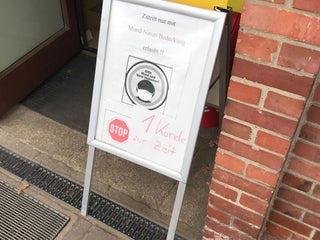 Zutritt nur mit
Mund-Nasen Bedeckung
erlaubt !!
STOP
1 Kunde
zur Zeit